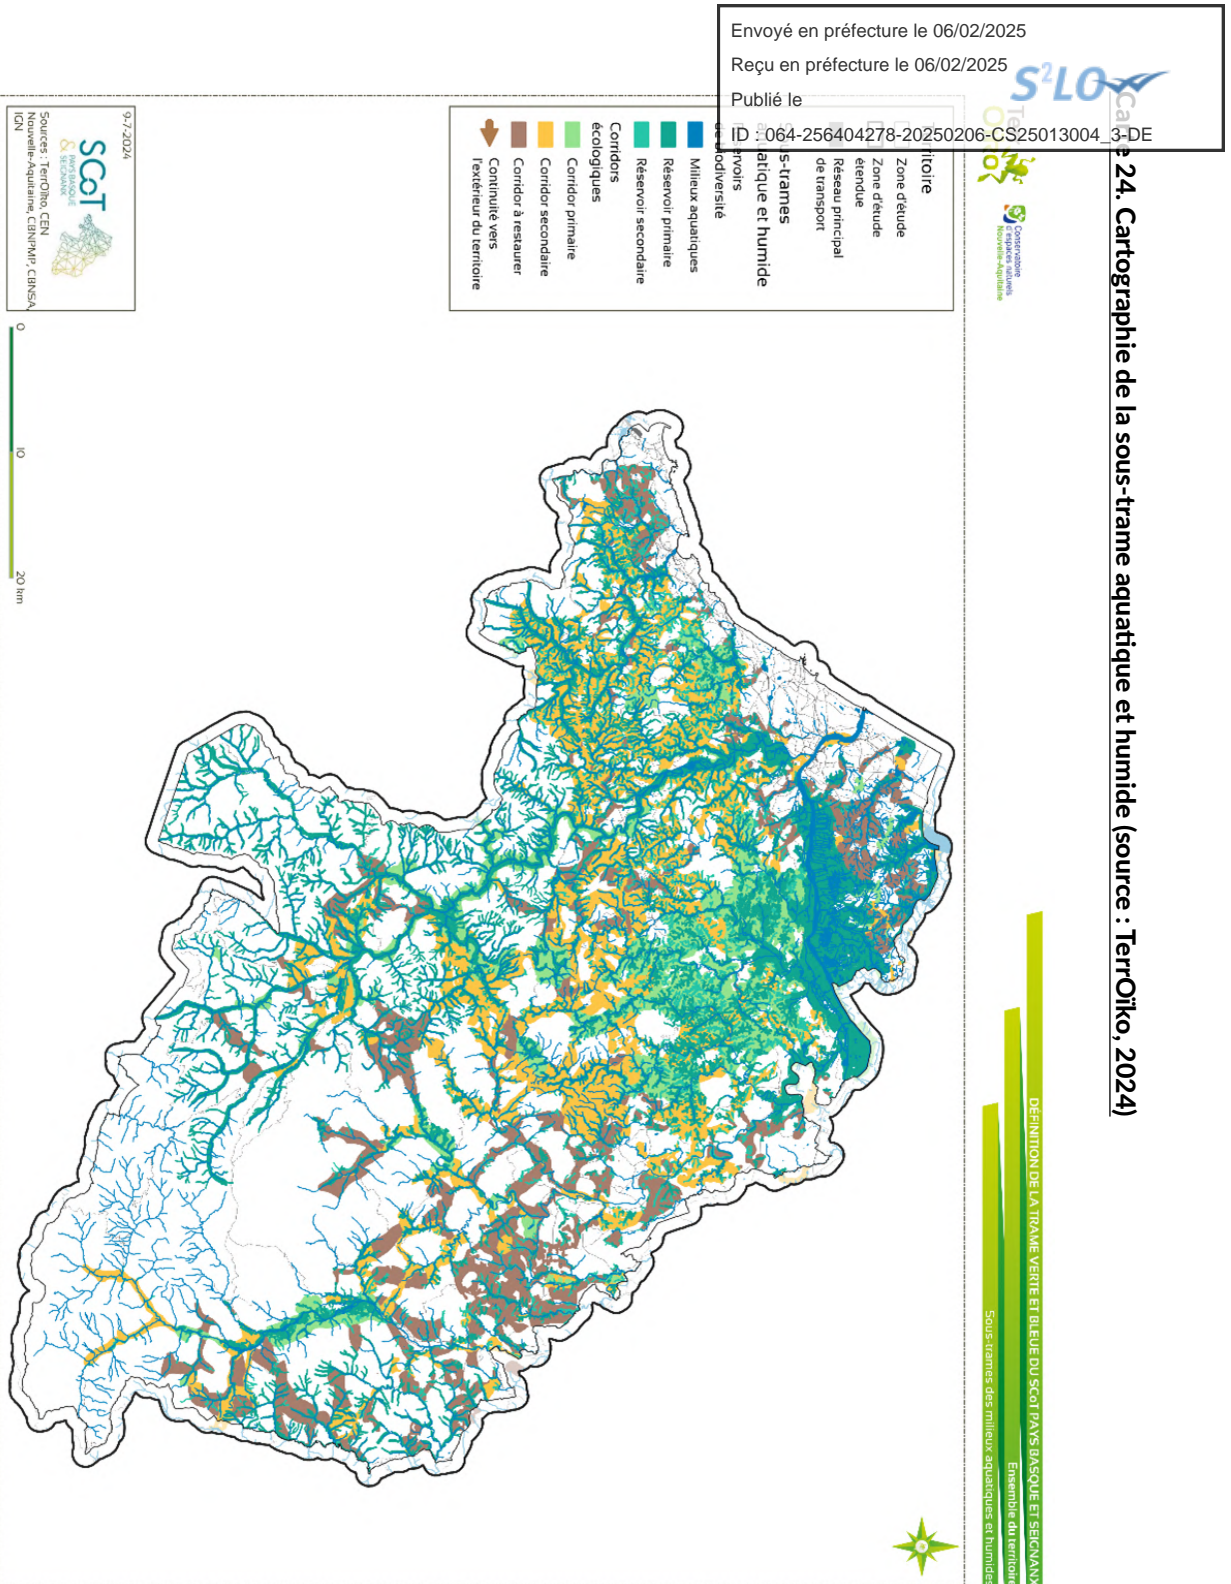 Envoyé en préfecture le 06/02/2025
Reçu en préfecture le 06/02/2025
Publié le
S²LO
ID : 064-256404278-20250206-CS25013004_3-DE
Carte 24. Cartographie de la sous-trame aquatique et humide (source : TerrOïko, 2024)
DÉFINITION DE LA TRAME VERTE ET BLEUE DU SCoT PAYS BASQUE ET SEIGNANX
Ensemble du territoire
Sous-trames des milieux aquatiques et humides
Conservatoire
d'espaces naturels
Nouvelle-Aquitaine
Territoire
Zone d'étude
Zone d'étude
étendue
Réseau principal
de transport
Sous-trames
aquatique et humide
Réservoirs
de biodiversité
Milieux aquatiques
Réservoir primaire
Réservoir secondaire
Corridors
écologiques
Corridor primaire
Corridor secondaire
Corridor à restaurer
Continuité vers
l'extérieur du territoire
9-7-2024
SCoT
PAYS BASQUE
& SEIGNANX
Sources : TerrOïko, CEN
Nouvelle-Aquitaine, CBNPMP, CBNSA,
IGN
0
10
20 km